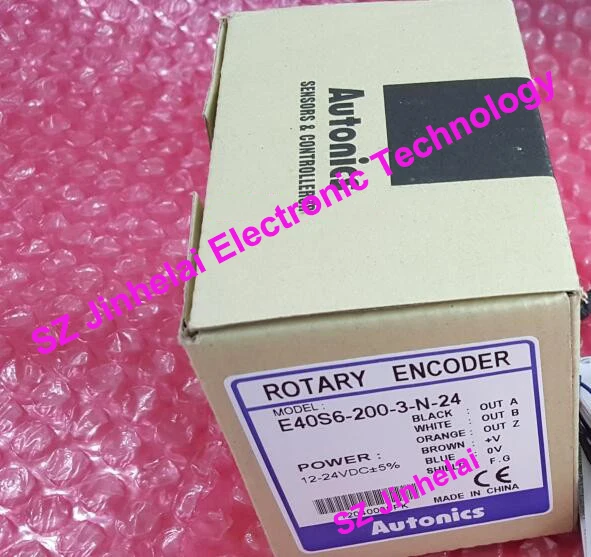 Autonics
SENSORS & CONTROLLERS
SZ Jinhelai Electronic Technology
ROTARY ENCODER
MODEL :
E40S6-200-3-N-24
BLACK : OUT A
WHITE : OUT B
ORANGE : OUT Z
BROWN : +V
BLUE : 0V
SHIELD : F.G
POWER :
12-24VDC±5%
CE
MADE IN CHINA
SZ Jinhelai
Autonics